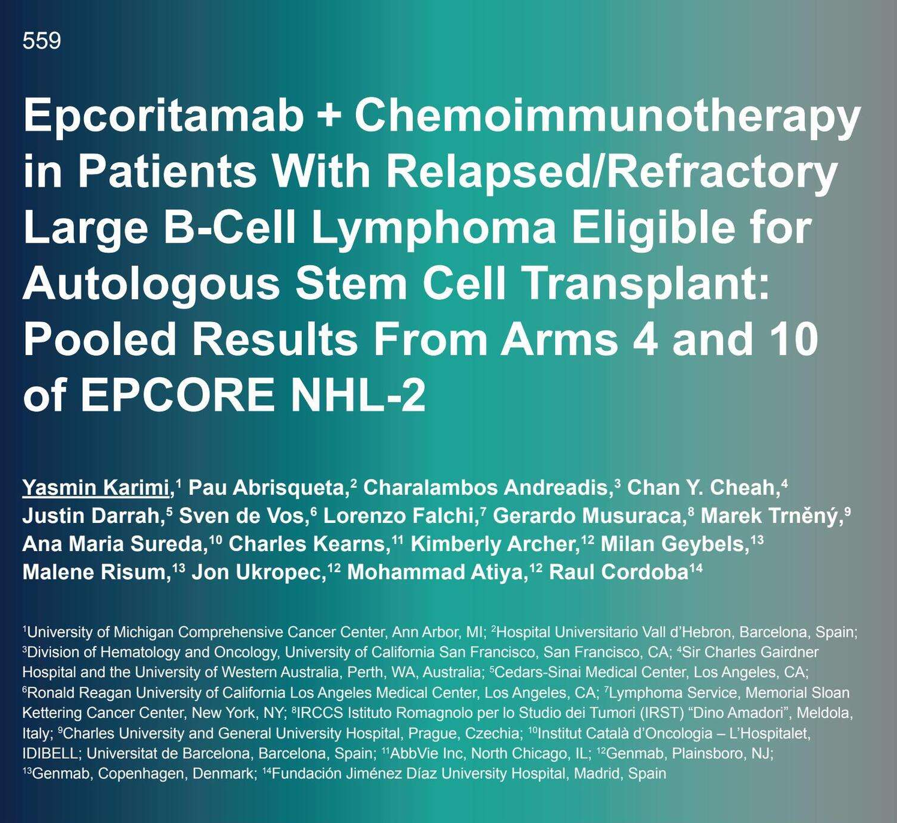 559
Epcoritamab + Chemoimmunotherapy
in Patients With Relapsed/Refractory
Large B-Cell Lymphoma Eligible for
Autologous Stem Cell Transplant:
Pooled Results From Arms 4 and 10
of EPCORE NHL-2
Yasmin Karimi,¹ Pau Abrisqueta,² Charalambos Andreadis,³ Chan Y. Cheah,⁴
Justin Darrah,⁵ Sven de Vos,⁶ Lorenzo Falchi,⁷ Gerardo Musuraca,⁸ Marek Trněný,⁹
Ana Maria Sureda,¹⁰ Charles Kearns,¹¹ Kimberly Archer,¹² Milan Geybels,¹³
Malene Risum,¹³ Jon Ukropec,¹² Mohammad Atiya,¹² Raul Cordoba¹⁴
¹University of Michigan Comprehensive Cancer Center, Ann Arbor, MI; ²Hospital Universitario Vall d’Hebron, Barcelona, Spain;
³Division of Hematology and Oncology, University of California San Francisco, San Francisco, CA; ⁴Sir Charles Gairdner
Hospital and the University of Western Australia, Perth, WA, Australia; ⁵Cedars-Sinai Medical Center, Los Angeles, CA;
⁶Ronald Reagan University of California Los Angeles Medical Center, Los Angeles, CA; ⁷Lymphoma Service, Memorial Sloan
Kettering Cancer Center, New York, NY; ⁸IRCCS Istituto Romagnolo per lo Studio dei Tumori (IRST) “Dino Amadori”, Meldola,
Italy; ⁹Charles University and General University Hospital, Prague, Czechia; ¹⁰Institut Català d’Oncologia – L’Hospitalet,
IDIBELL; Universitat de Barcelona, Barcelona, Spain; ¹¹AbbVie Inc, North Chicago, IL; ¹²Genmab, Plainsboro, NJ;
¹³Genmab, Copenhagen, Denmark; ¹⁴Fundación Jiménez Díaz University Hospital, Madrid, Spain